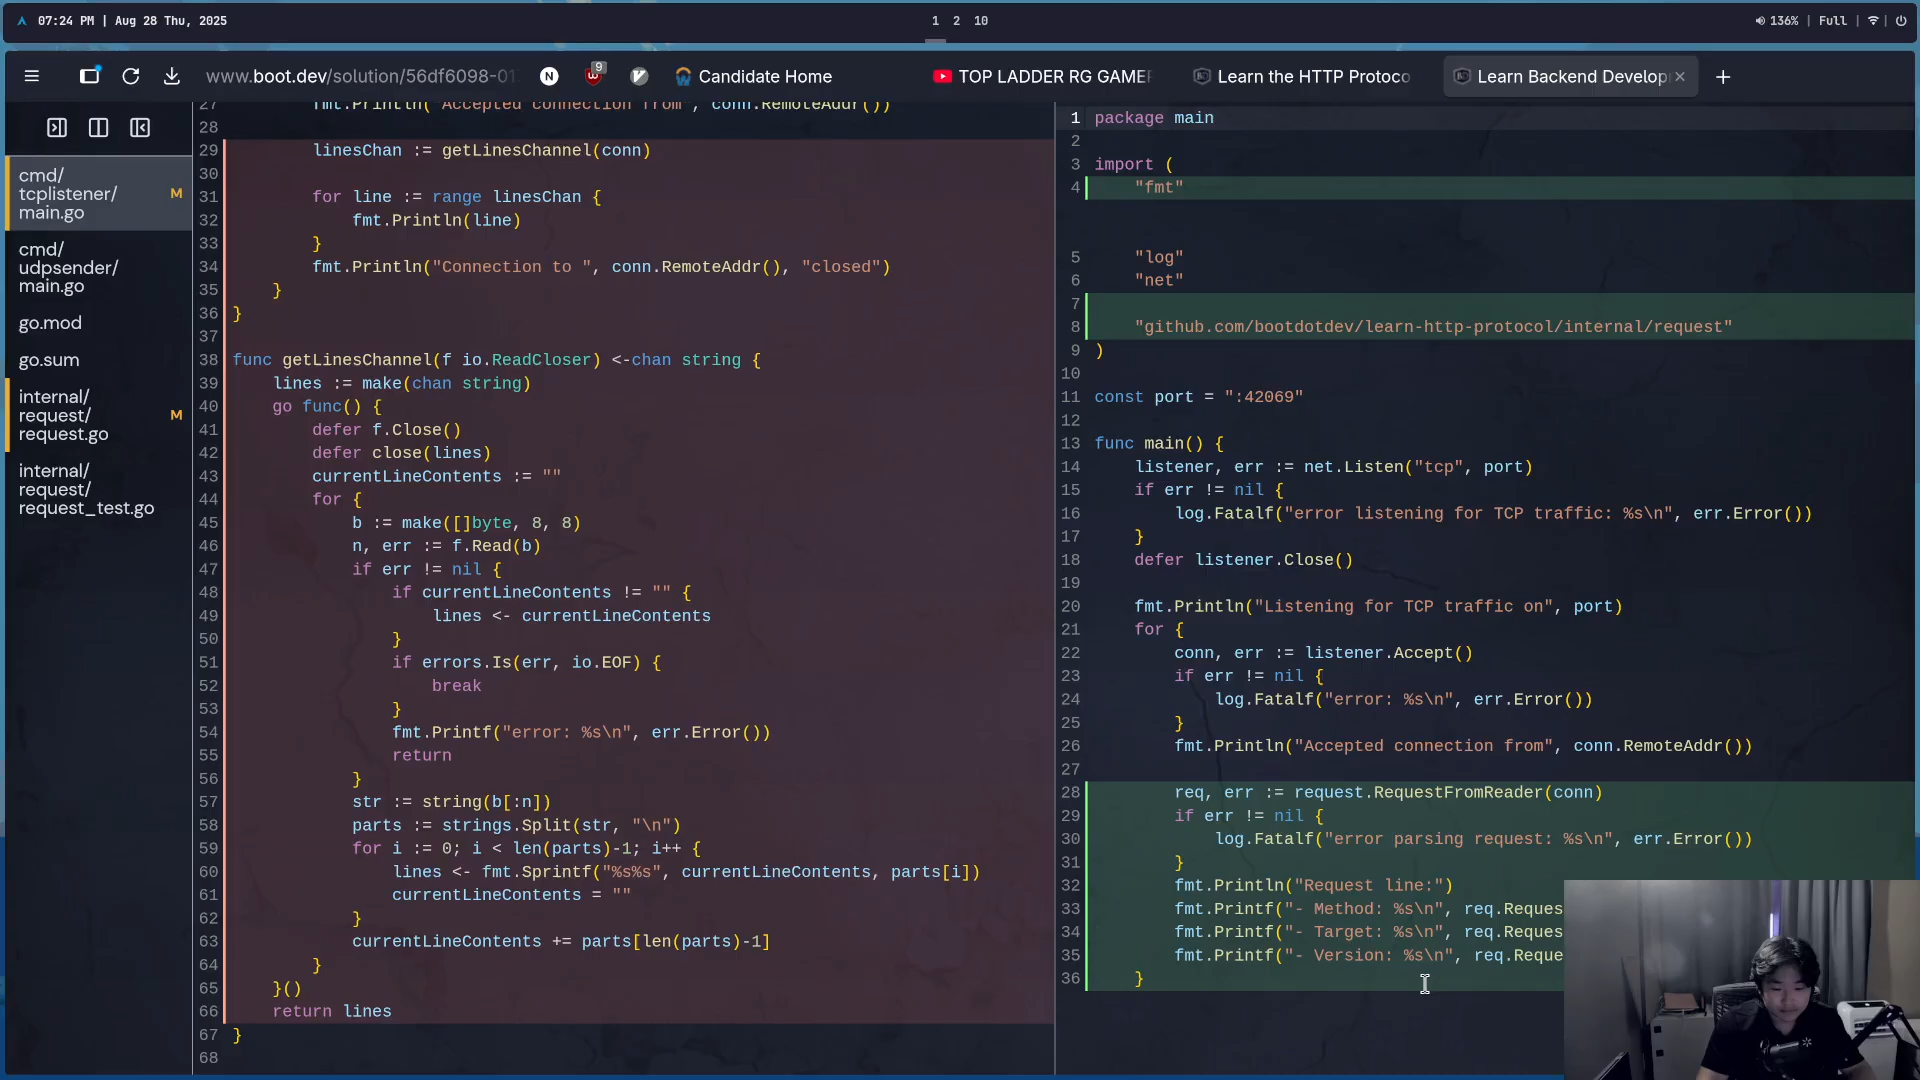 07:24 PM | Aug 28 Thu, 2025
1 2 10
136% | Full
www.boot.dev/solution/56df6098-01
9
Candidate Home
TOP LADDER RG GAMER
Learn the HTTP Protoco
Learn Backend Develop
cmd/
tcplistener/
main.go
M
cmd/
udpsender/
main.go
go.mod
go.sum
internal/
request/
request.go
M
internal/
request/
request_test.go
27 fmt.Println("Accepted connection from", conn.RemoteAddr())
28
29 linesChan := getLinesChannel(conn)
30
31 for line := range linesChan {
32 fmt.Println(line)
33 }
34 fmt.Println("Connection to ", conn.RemoteAddr(), "closed")
35 }
36 }
37
38 func getLinesChannel(f io.ReadCloser) <-chan string {
39 lines := make(chan string)
40 go func() {
41 defer f.Close()
42 defer close(lines)
43 currentLineContents := ""
44 for {
45 b := make([]byte, 8, 8)
46 n, err := f.Read(b)
47 if err != nil {
48 if currentLineContents != "" {
49 lines <- currentLineContents
50 }
51 if errors.Is(err, io.EOF) {
52 break
53 }
54 fmt.Printf("error: %s\n", err.Error())
55 return
56 }
57 str := string(b[:n])
58 parts := strings.Split(str, "\n")
59 for i := 0; i < len(parts)-1; i++ {
60 lines <- fmt.Sprintf("%s%s", currentLineContents, parts[i])
61 currentLineContents = ""
62 }
63 currentLineContents += parts[len(parts)-1]
64 }
65 }()
66 return lines
67 }
68
1 package main
2
3 import (
4 "fmt"
5 "log"
6 "net"
7
8 "github.com/bootdotdev/learn-http-protocol/internal/request"
9 )
10
11 const port = ":42069"
12
13 func main() {
14 listener, err := net.Listen("tcp", port)
15 if err != nil {
16 log.Fatalf("error listening for TCP traffic: %s\n", err.Error())
17 }
18 defer listener.Close()
19
20 fmt.Println("Listening for TCP traffic on", port)
21 for {
22 conn, err := listener.Accept()
23 if err != nil {
24 log.Fatalf("error: %s\n", err.Error())
25 }
26 fmt.Println("Accepted connection from", conn.RemoteAddr())
27
28 req, err := request.RequestFromReader(conn)
29 if err != nil {
30 log.Fatalf("error parsing request: %s\n", err.Error())
31 }
32 fmt.Println("Request line:")
33 fmt.Printf("- Method: %s\n", req.Reques
34 fmt.Printf("- Target: %s\n", req.Reques
35 fmt.Printf("- Version: %s\n", req.Reque
36 }